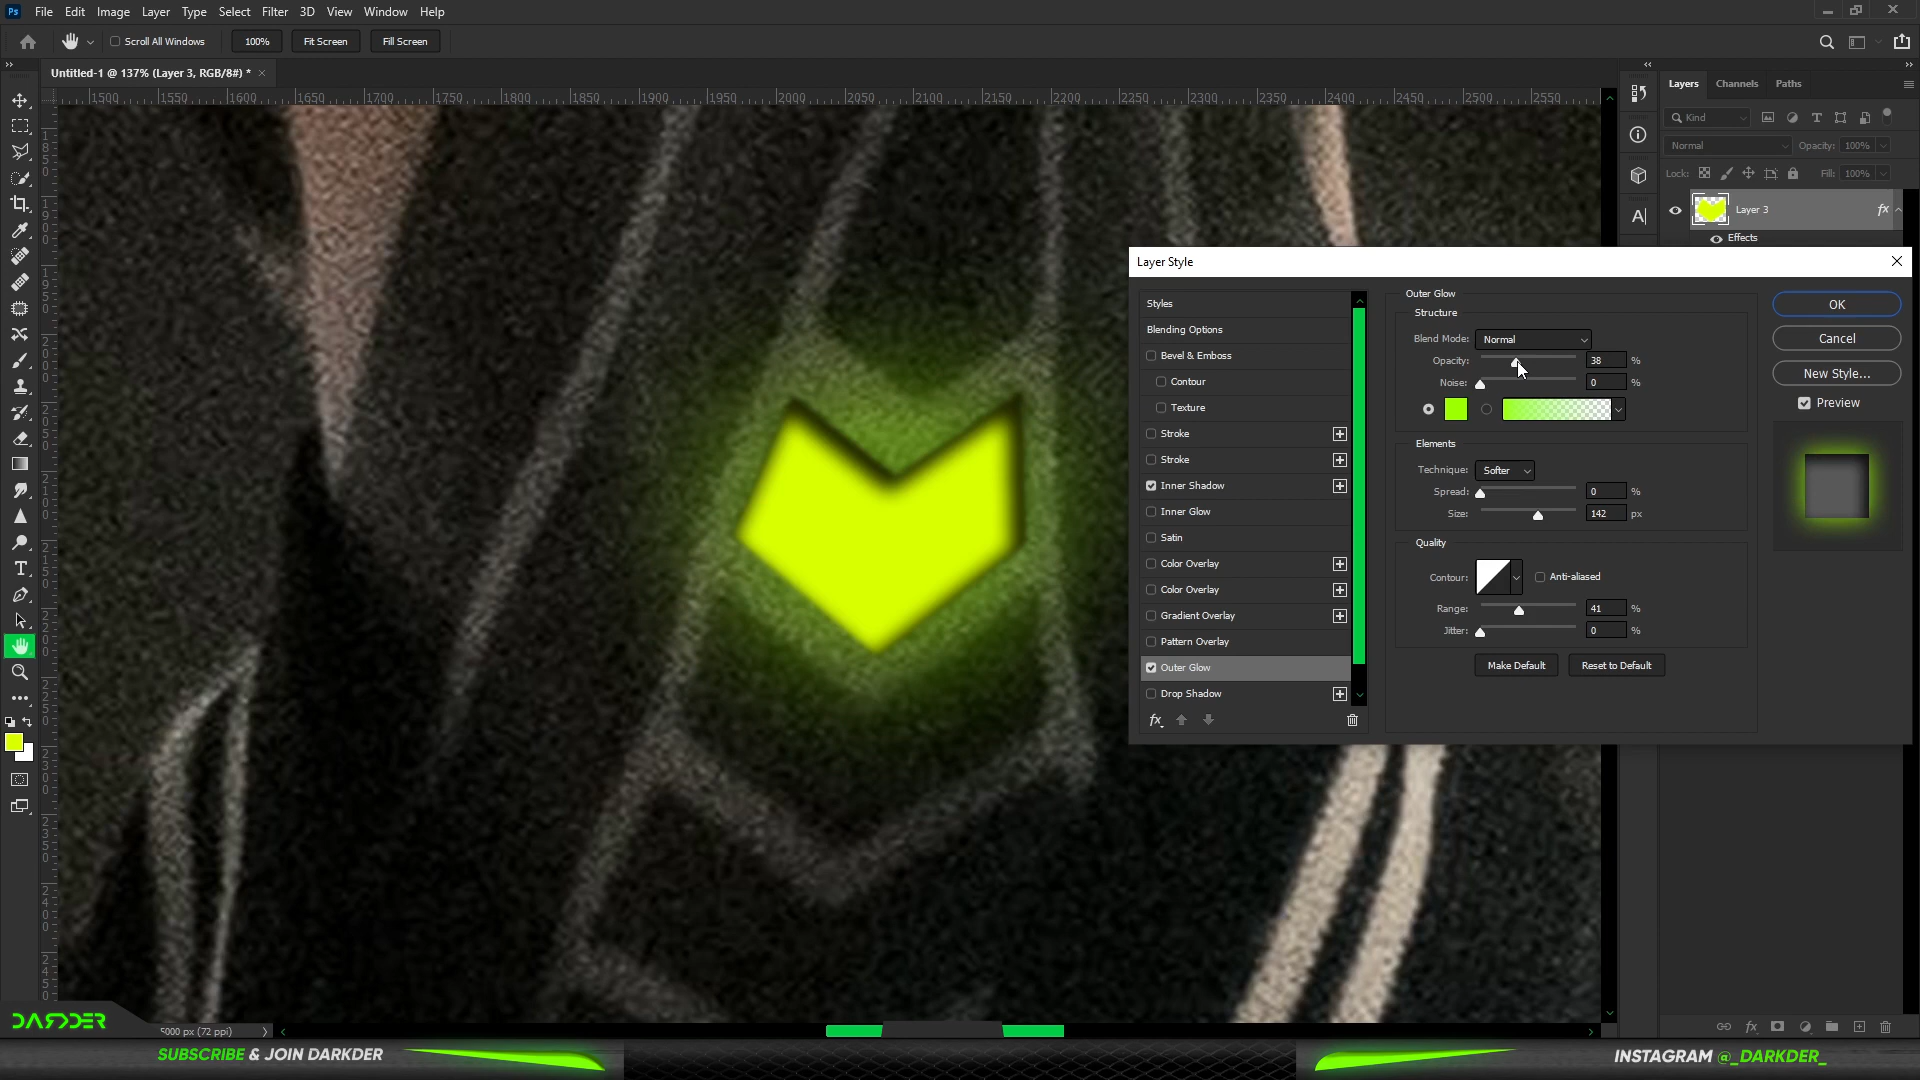 Ps File Edit Image Layer Type Select Filter 3D View Window Help
Scroll All Windows 100% Fit Screen Fill Screen
Untitled-1 @ 137% (Layer 3, RGB/8#) *
1500 1550 1600 1650 1700 1750 1800 1850 1900 1950 2000 2050 2100 2150 2200 2250 2300 2350 2400 2450 2500 2550
Layers Channels Paths
Kind
Normal Opacity: 100%
Lock: Fill: 100%
Layer 3 fx
Effects
Layer Style
Styles
Blending Options
Bevel & Emboss
Contour
Texture
Stroke
Stroke
Inner Shadow
Inner Glow
Satin
Color Overlay
Color Overlay
Gradient Overlay
Pattern Overlay
Outer Glow
Drop Shadow
fx
Outer Glow
Structure
Blend Mode: Normal
Opacity: 38 %
Noise: 0 %
Elements
Technique: Softer
Spread: 0 %
Size: 142 px
Quality
Contour: Anti-aliased
Range: 41 %
Jitter: 0 %
Make Default Reset to Default
OK
Cancel
New Style...
Preview
DARKDER
5000 px (72 ppi)
SUBSCRIBE & JOIN DARKDER
INSTAGRAM @_DARKDER_